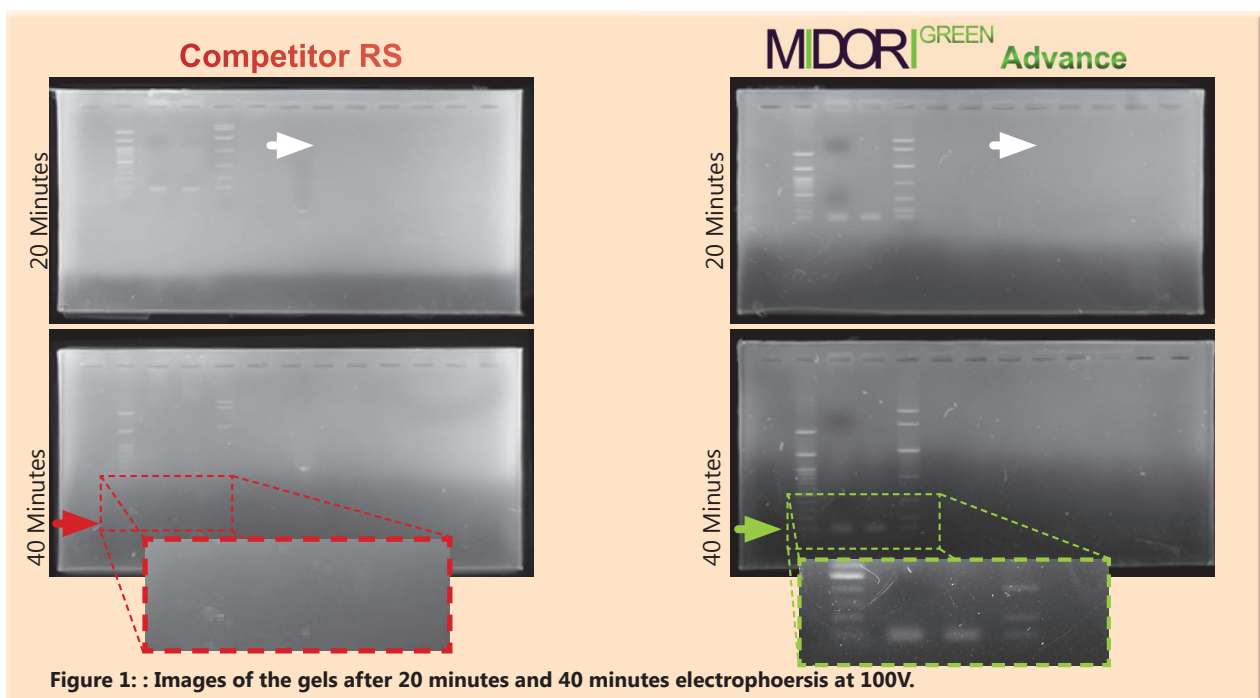 Competitor RS
MIDORI GREEN Advance
20 Minutes
20 Minutes
40 Minutes
40 Minutes
Figure 1: : Images of the gels after 20 minutes and 40 minutes electrophoersis at 100V.